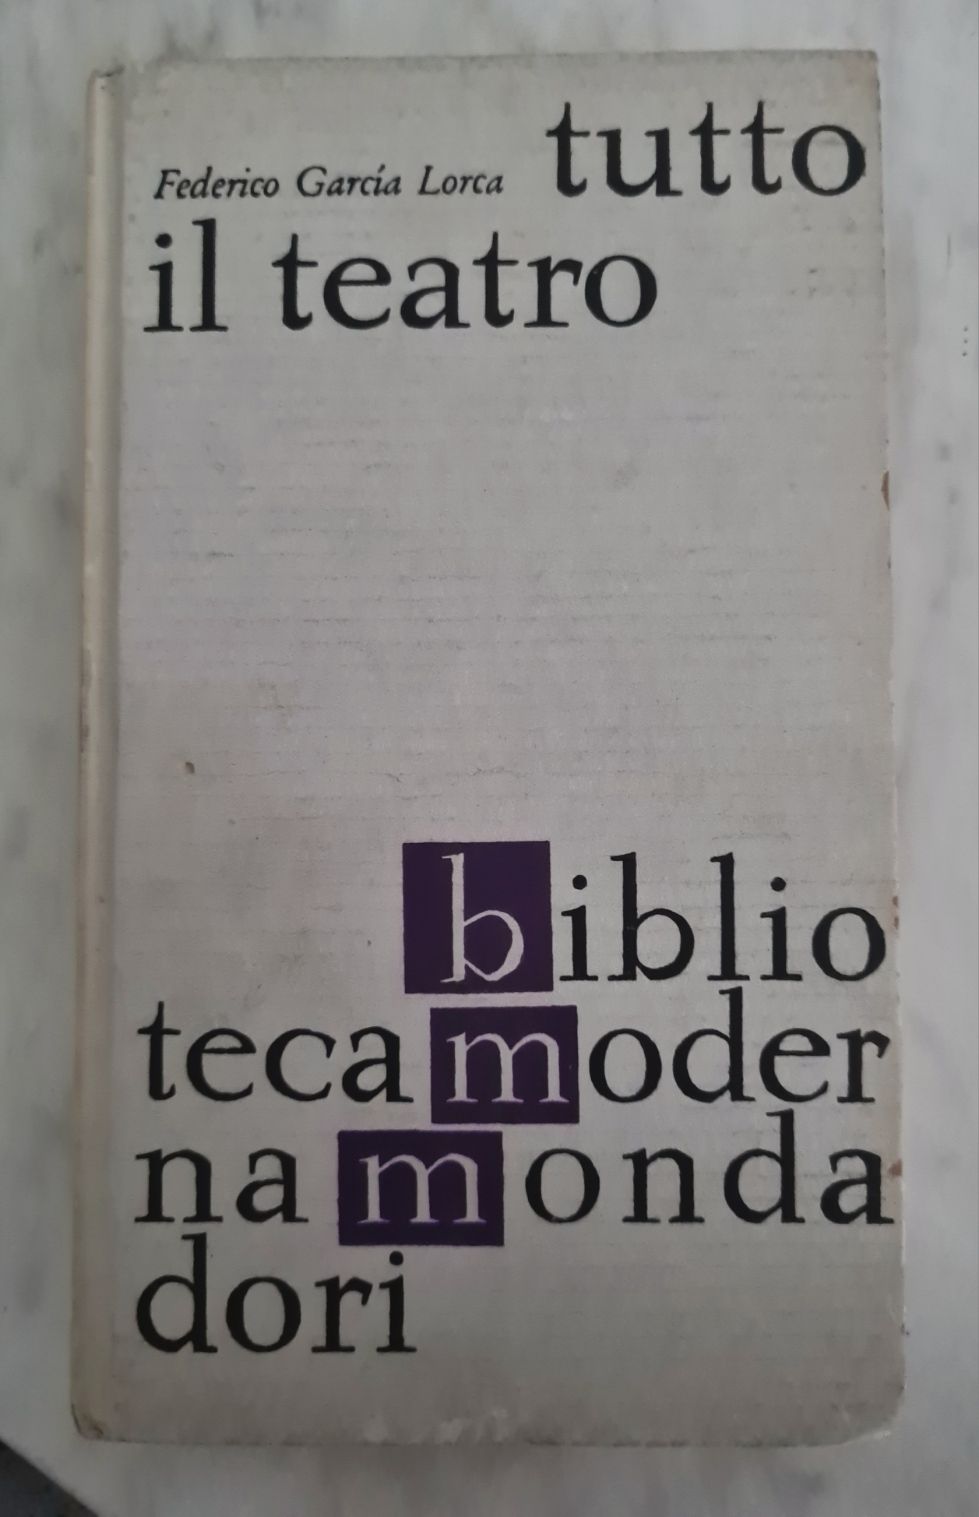 Federico García Lorca tutto
il teatro
biblio
teca moder
na monda
dori